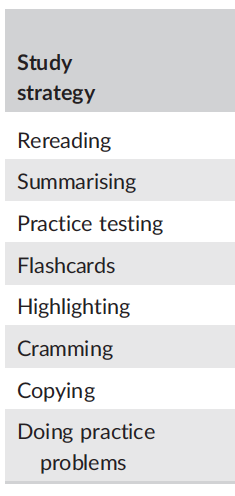 Study
strategy
Rereading
Summarising
Practice testing
Flashcards
Highlighting
Cramming
Copying
Doing practice
problems